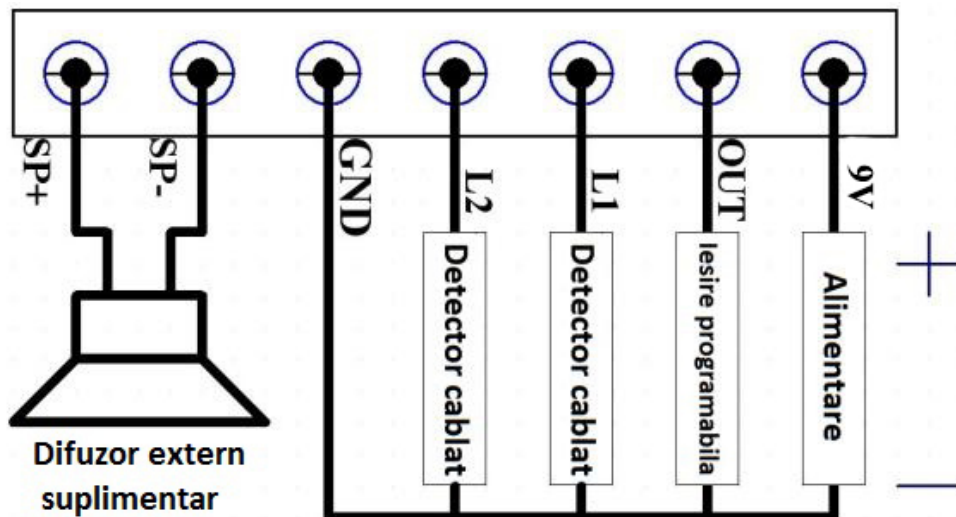 SP+
SP-
GND
L2
L1
OUT
9V
Detector cablat
Detector cablat
Iesire programabila
Alimentare
Difuzor extern
suplimentar